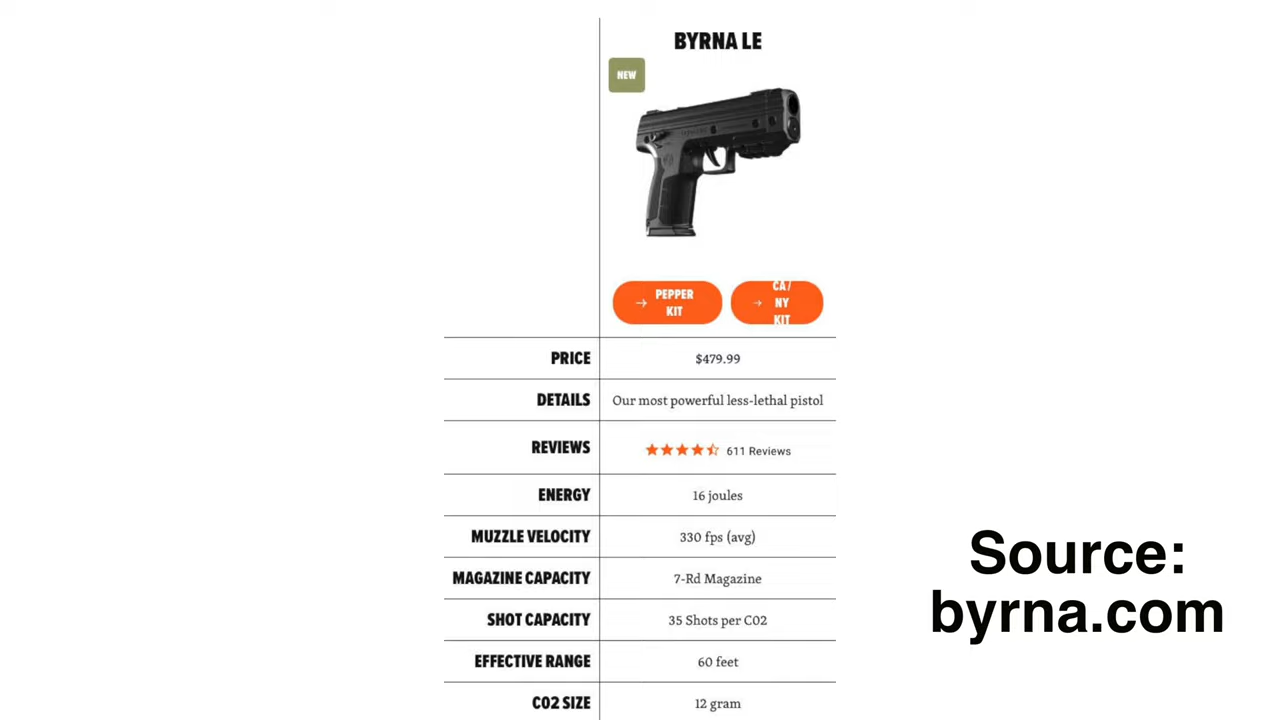 BYRNA LE
NEW
PEPPER
KIT
CA /
NY
KIT
PRICE $479.99
DETAILS Our most powerful less-lethal pistol
REVIEWS 611 Reviews
ENERGY 16 joules
MUZZLE VELOCITY 330 fps (avg)
MAGAZINE CAPACITY 7-Rd Magazine
SHOT CAPACITY 35 Shots per C02
EFFECTIVE RANGE 60 feet
C02 SIZE 12 gram
Source:
byrna.com